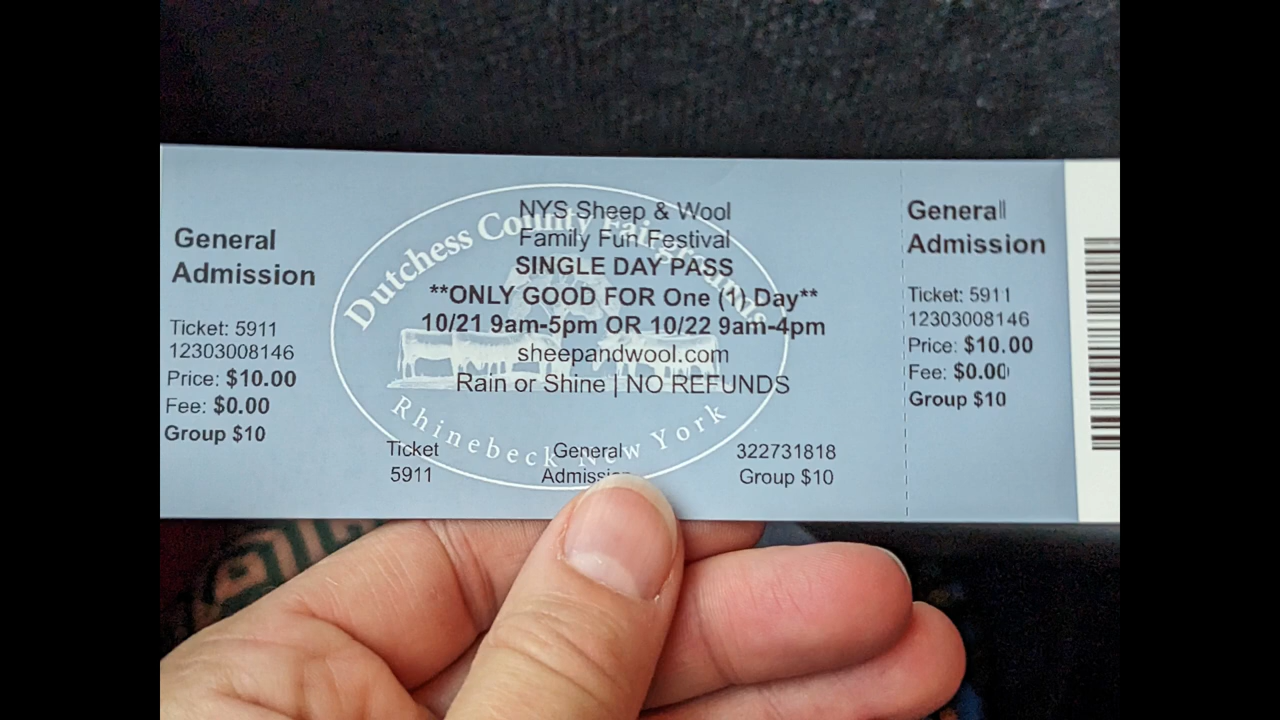 General
Admission
Ticket: 5911
12303008146
Price: $10.00
Fee: $0.00
Group $10
Dutchess County Fairgrounds
NYS Sheep & Wool
Family Fun Festival
SINGLE DAY PASS
**ONLY GOOD FOR One (1) Day**
10/21 9am-5pm OR 10/22 9am-4pm
sheepandwool.com
Rain or Shine | NO REFUNDS
Rhinebeck New York
Ticket General 322731818
5911 Admission Group $10
General
Admission
Ticket: 5911
12303008146
Price: $10.00
Fee: $0.00
Group $10